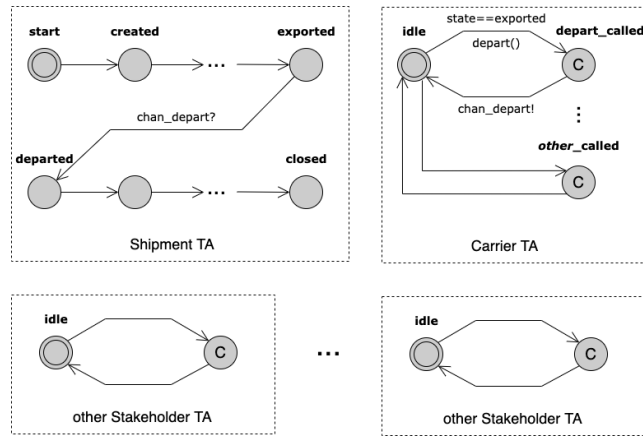 start created exported
chan_depart?
departed closed
Shipment TA
idle state==exported depart_called
depart()
C
chan_depart!
other_called
C
Carrier TA
idle
C
other Stakeholder TA
idle
C
other Stakeholder TA